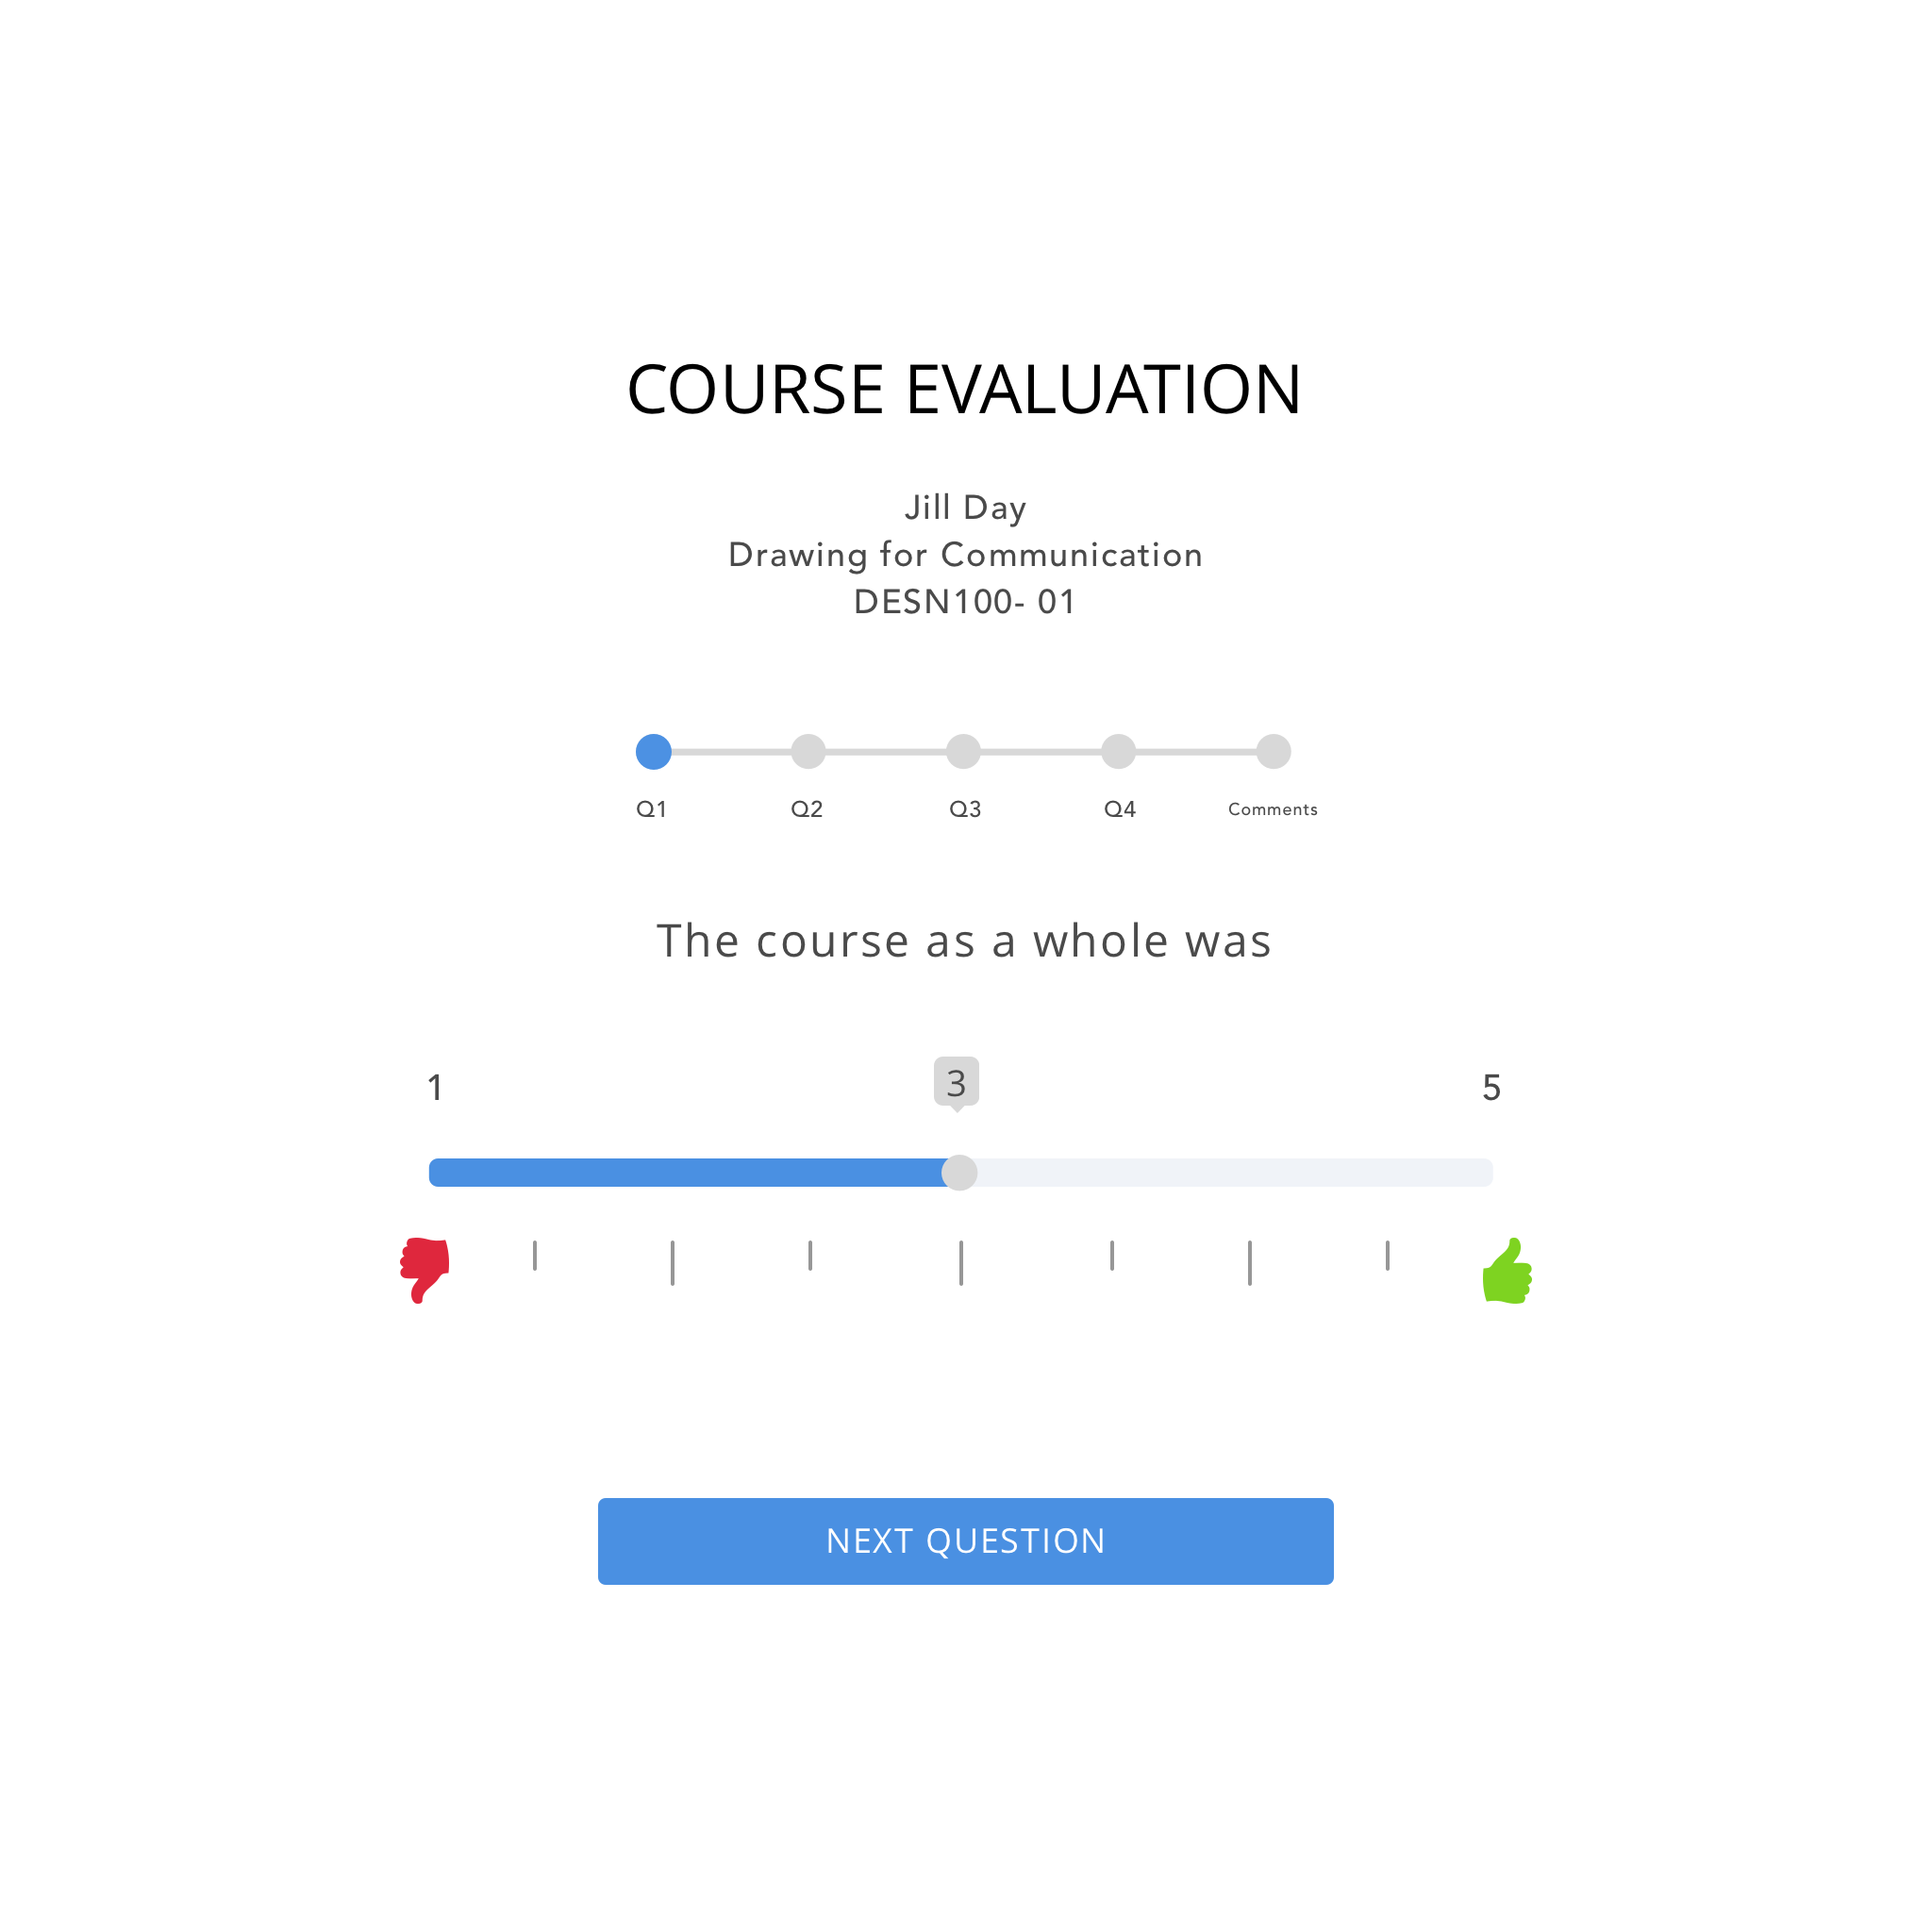 COURSE EVALUATION
Jill Day
Drawing for Communication
DESN100- 01
Q1 Q2 Q3 Q4 Comments
The course as a whole was
1 3 5
NEXT QUESTION